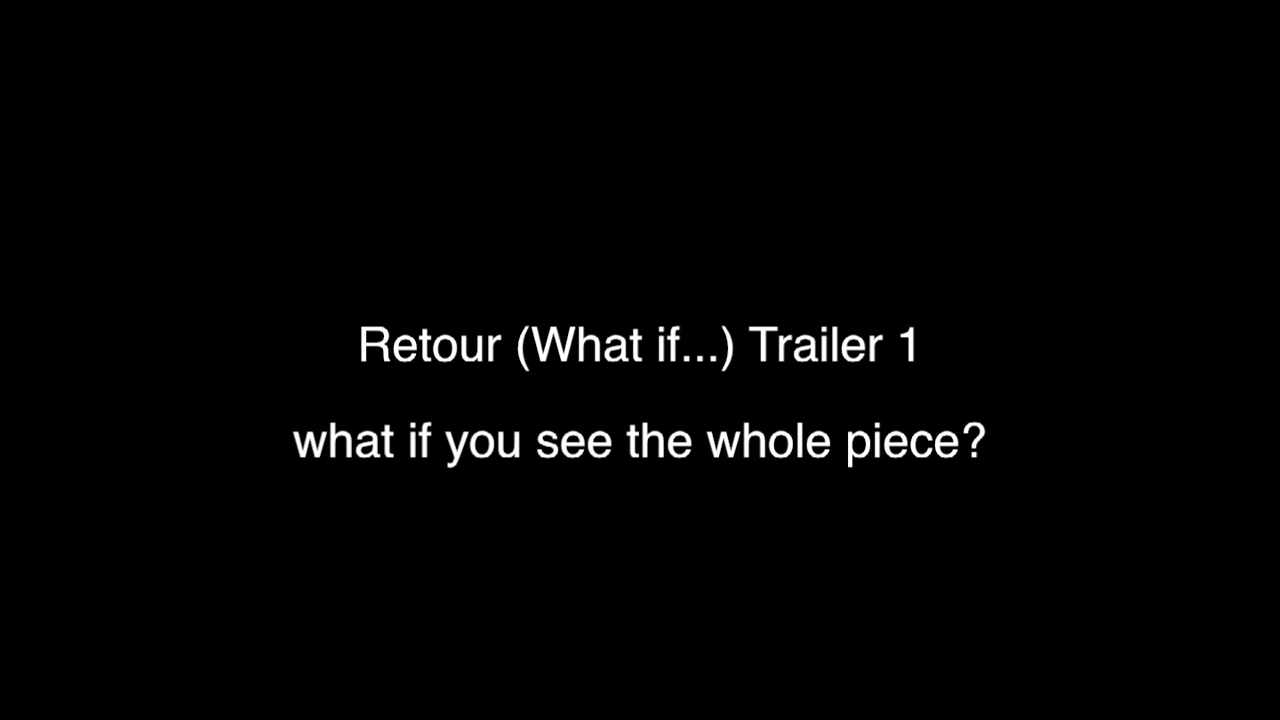 Retour (What if...) Trailer 1
what if you see the whole piece?